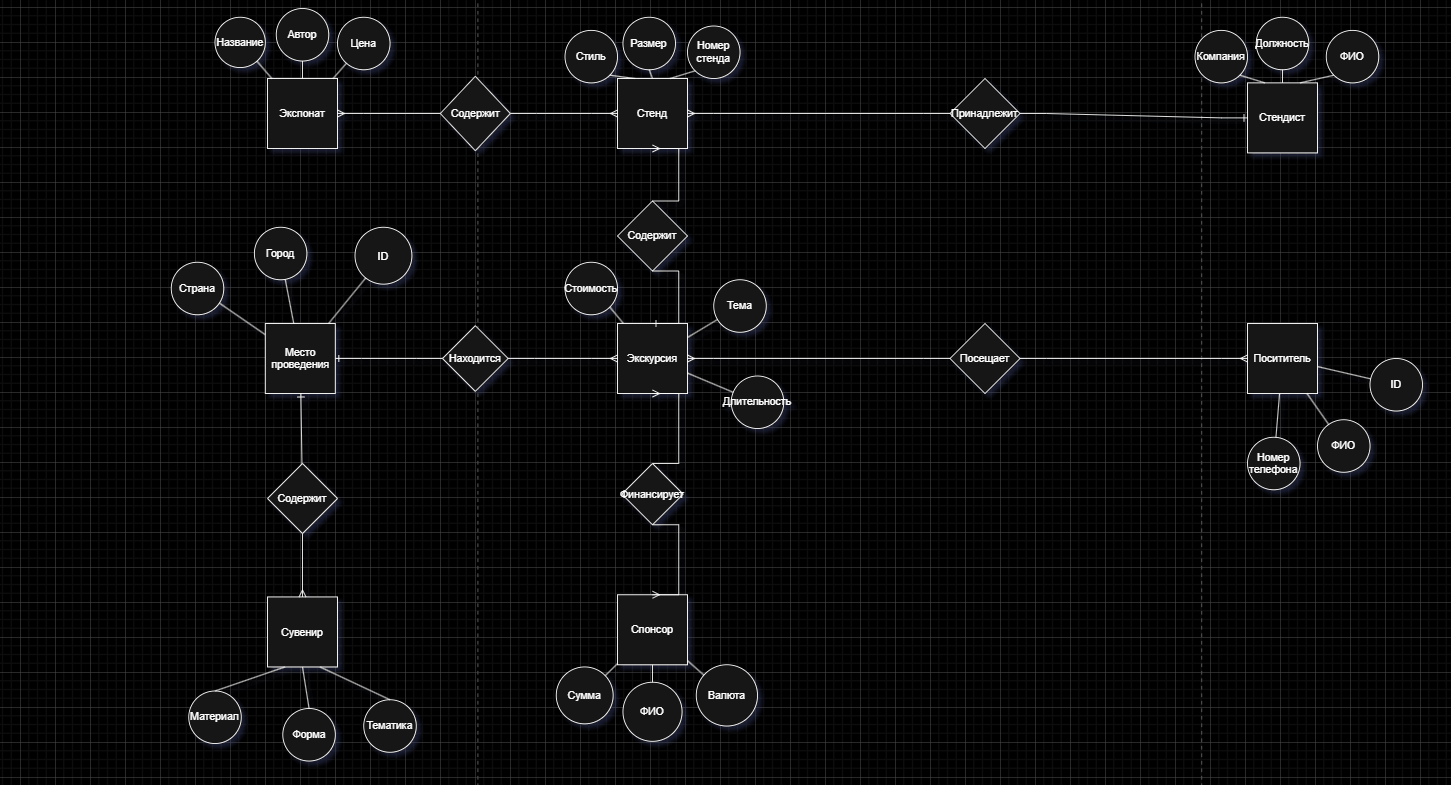 Название
Автор
Цена
Стиль
Размер
Номер
стенда
Компания
Должность
ФИО
Экспонат
Содержит
Стенд
Принадлежит
Стендист
Содержит
Страна
Город
ID
Стоимость
Тема
Место
проведения
Находится
Экскурсия
Посещает
Посититель
Длительность
ID
ФИО
Номер
телефона
Содержит
Финансирует
Сувенир
Спонсор
Материал
Форма
Тематика
Сумма
ФИО
Валюта